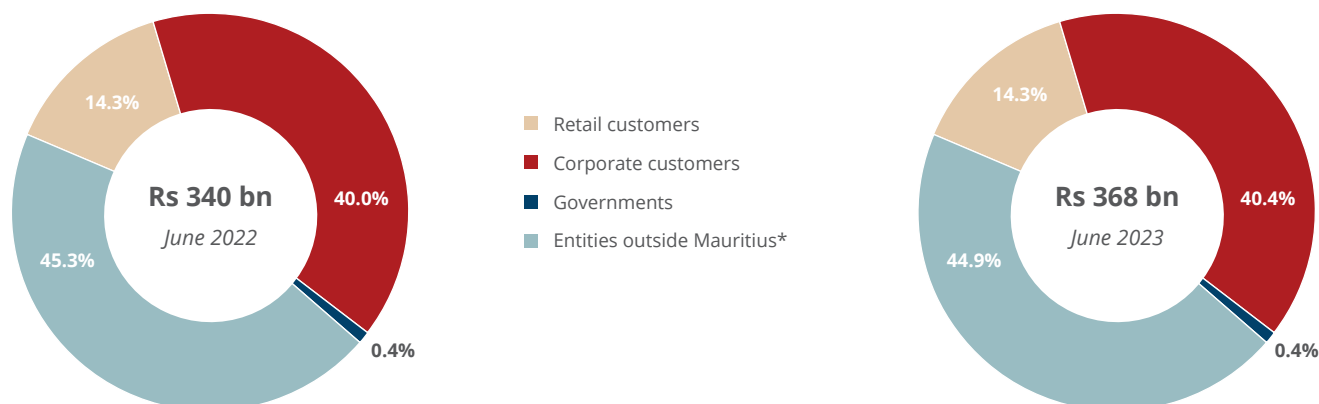 14.3%
40.0%
Rs 340 bn
June 2022
45.3%
0.4%
Retail customers
Corporate customers
Governments
Entities outside Mauritius*
14.3%
40.4%
Rs 368 bn
June 2023
44.9%
0.4%